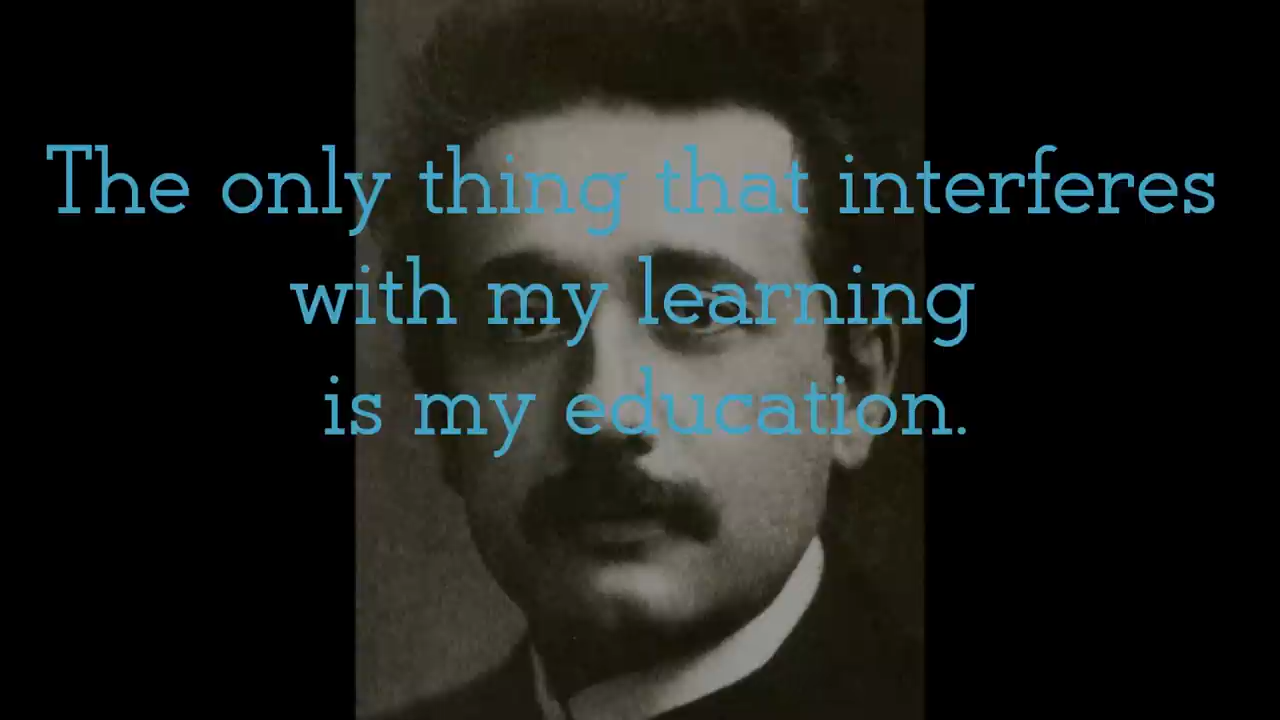 The only thing that interferes
with my learning
is my education.